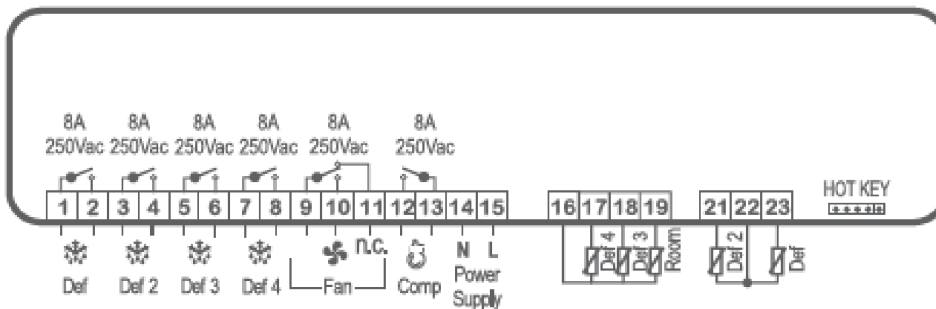 8A 8A 8A 8A 8A 8A
250Vac 250Vac 250Vac 250Vac 250Vac 250Vac
HOT KEY
1 2 3 4 5 6 7 8 9 10 11 12 13 14 15 16 17 18 19 21 22 23
n.c. N L
Def Def 2 Def 3 Def 4 Fan Comp Power
Supply
Def 4
Def 3
Room
Def 2
Def